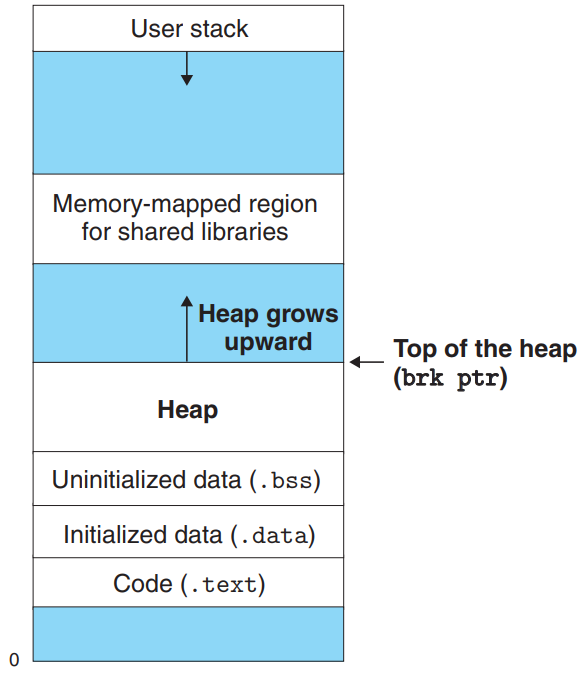 User stack
Memory-mapped region
for shared libraries
Heap grows
upward
Top of the heap
(brk ptr)
Heap
Uninitialized data (.bss)
Initialized data (.data)
Code (.text)
0